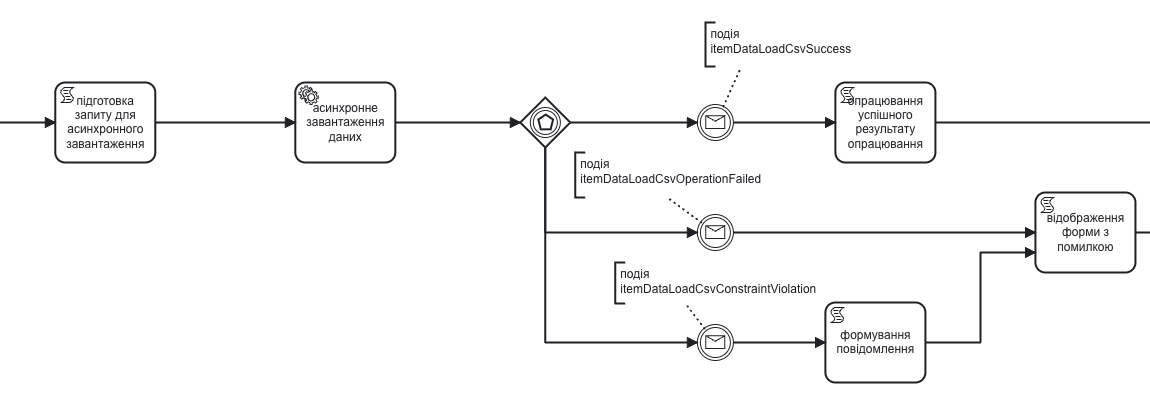 подія
itemDataLoadCsvSuccess
підготовка
запиту для
асинхронного
завантаження
асинхронне
завантаження
даних
опрацювання
успішного
результату
опрацювання
подія
itemDataLoadCsvOperationFailed
відображення
форми з
помилкою
подія
itemDataLoadCsvConstraintViolation
формування
повідомлення